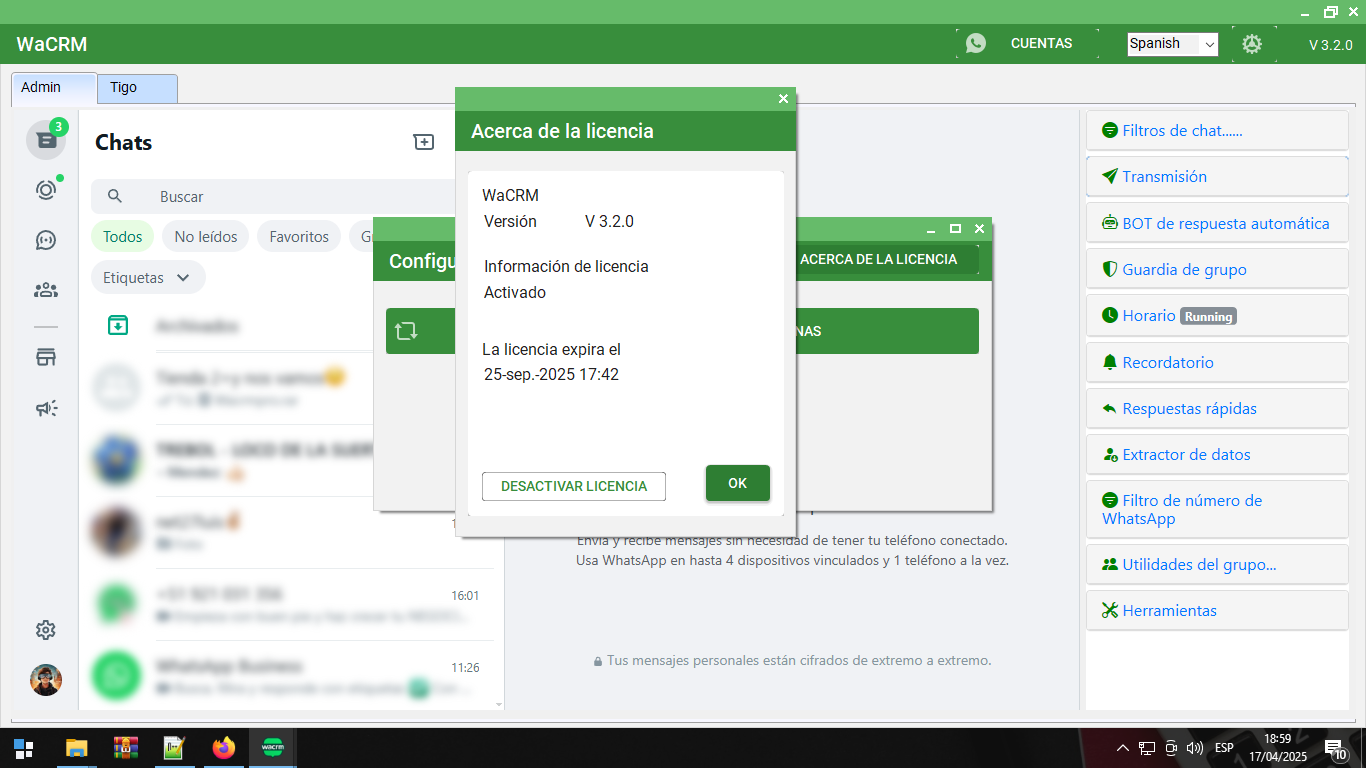 WaCRM
CUENTAS
Spanish
V 3.2.0
Admin
Tigo
3
Chats
Buscar
Todos
No leídos
Favoritos
Etiquetas
Acerca de la licencia
WaCRM
Versión V 3.2.0
Información de licencia
Activado
La licencia expira el
25-sep.-2025 17:42
DESACTIVAR LICENCIA
OK
Configu
ACERCA DE LA LICENCIA
NAS
Archivados
16:01
WhatsApp Business
11:26
Envía y recibe mensajes sin necesidad de tener tu teléfono conectado.
Usa WhatsApp en hasta 4 dispositivos vinculados y 1 teléfono a la vez.
Tus mensajes personales están cifrados de extremo a extremo.
Filtros de chat......
Transmisión
BOT de respuesta automática
Guardia de grupo
Horario Running
Recordatorio
Respuestas rápidas
Extractor de datos
Filtro de número de
WhatsApp
Utilidades del grupo...
Herramientas
wacrm
ESP
18:59
17/04/2025
10